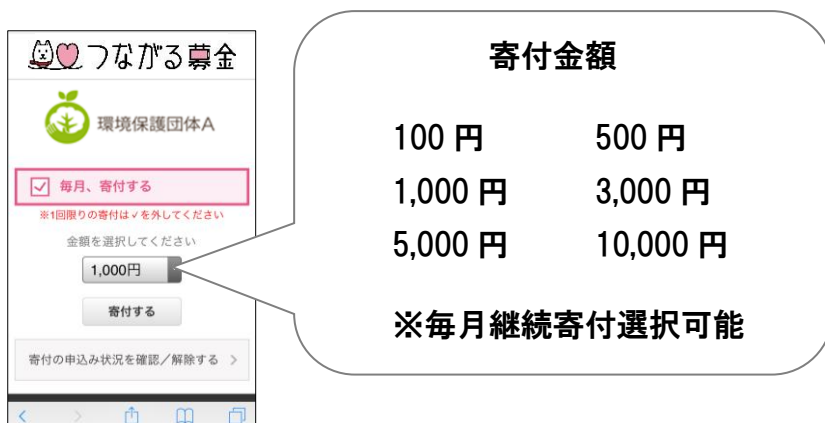 つながる募金
環境保護団体A
毎月、寄付する
※1回限りの寄付は✓を外してください
金額を選択してください
1,000円
寄付する
寄付の申込み状況を確認／解除する
寄付金額
100 円 500 円
1,000 円 3,000 円
5,000 円 10,000 円
※毎月継続寄付選択可能